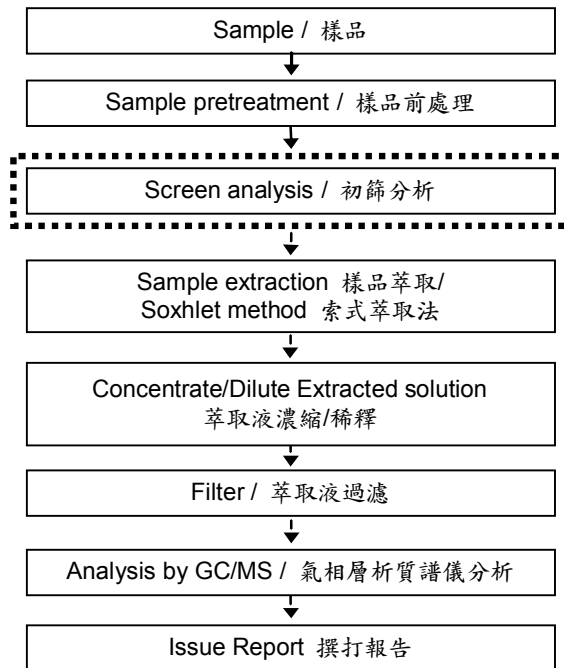 Sample / 樣品
Sample pretreatment / 樣品前處理
Screen analysis / 初篩分析
Sample extraction 樣品萃取/
Soxhlet method 索式萃取法
Concentrate/Dilute Extracted solution
萃取液濃縮/稀釋
Filter / 萃取液過濾
Analysis by GC/MS / 氣相層析質譜儀分析
Issue Report 撰打報告